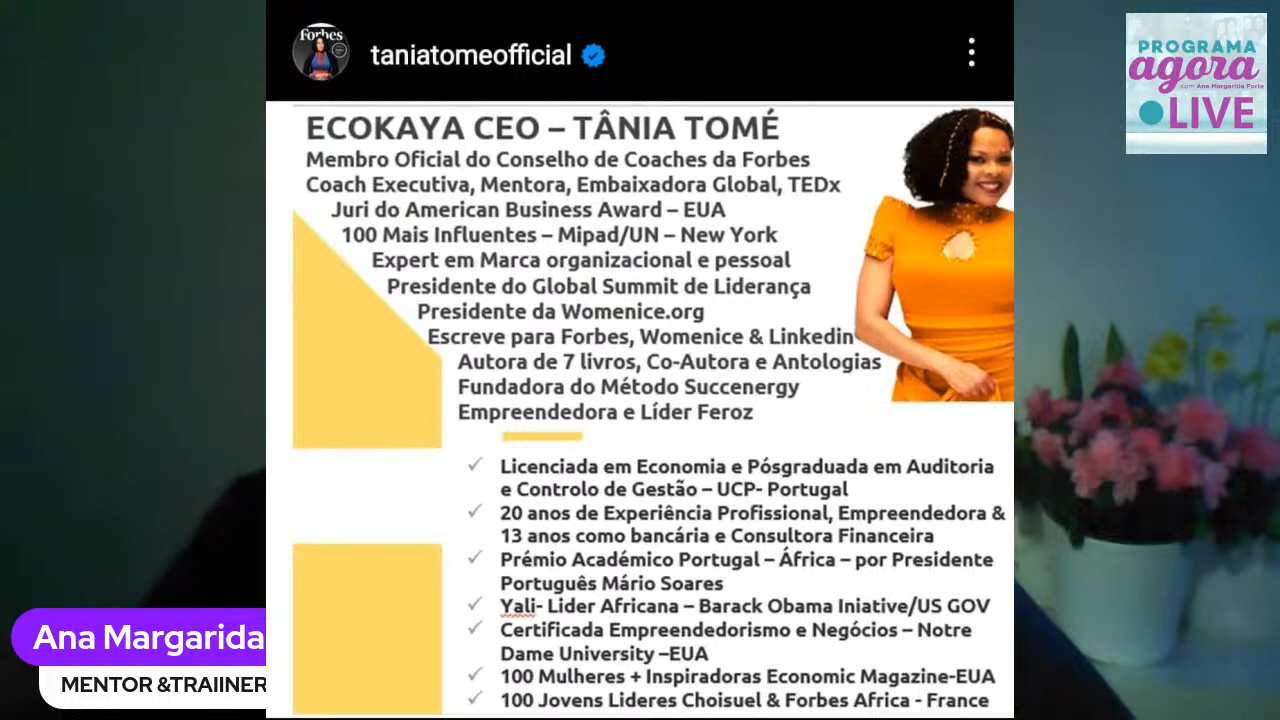 Forbes
taniatomeofficial
PROGRAMA
agora
com Ana Margarida Forte
LIVE
ECOKAYA CEO – TÂNIA TOMÉ
Membro Oficial do Conselho de Coaches da Forbes
Coach Executiva, Mentora, Embaixadora Global, TEDx
Juri do American Business Award – EUA
100 Mais Influentes – Mipad/UN – New York
Expert em Marca organizacional e pessoal
Presidente do Global Summit de Liderança
Presidente da Womenice.org
Escreve para Forbes, Womenice & Linkedin
Autora de 7 livros, Co-Autora e Antologias
Fundadora do Método Succenergy
Empreendedora e Líder Feroz
Licenciada em Economia e Pósgraduada em Auditoria
e Controlo de Gestão – UCP- Portugal
20 anos de Experiência Profissional, Empreendedora &
13 anos como bancária e Consultora Financeira
Prémio Académico Portugal – África – por Presidente
Português Mário Soares
Yali- Lider Africana – Barack Obama Iniative/US GOV
Certificada Empreendedorismo e Negócios – Notre
Dame University –EUA
100 Mulheres + Inspiradoras Economic Magazine-EUA
100 Jovens Lideres Choisuel & Forbes Africa - France
Ana Margarida
MENTOR &TRAIINER